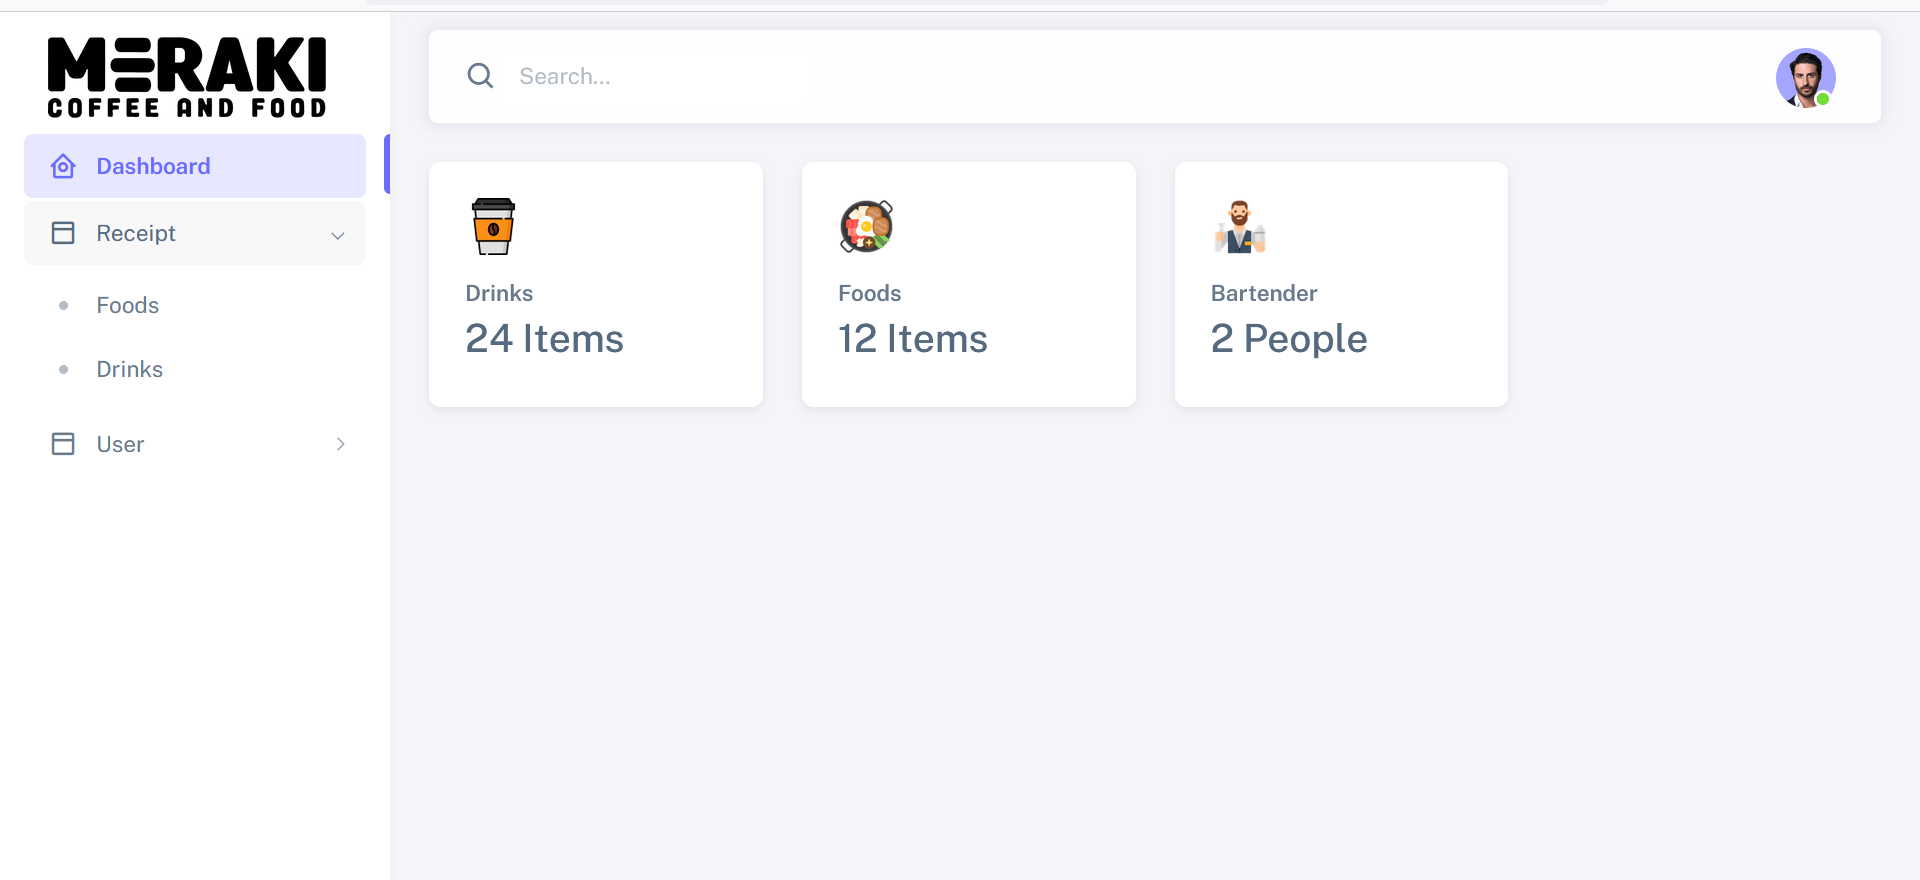 MERAKI
COFFEE AND FOOD
Dashboard
Receipt
Foods
Drinks
User
Search...
Drinks
24 Items
Foods
12 Items
Bartender
2 People